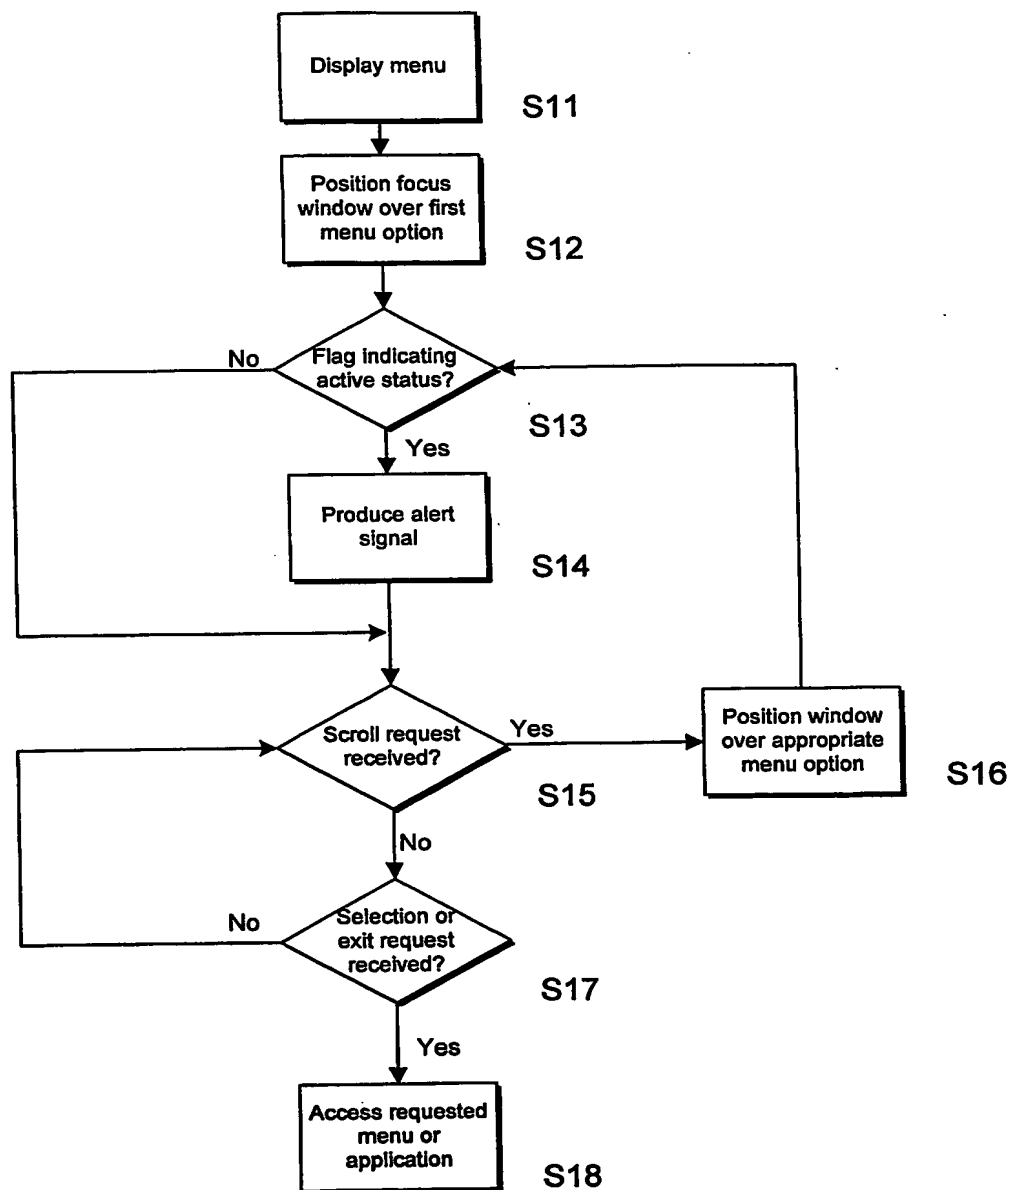 Display menu
S11
Position focus
window over first
menu option
S12
Flag indicating
active status?
S13
No
Yes
Produce alert
signal
S14
Scroll request
received?
S15
Yes
Position window
over appropriate
menu option
S16
No
Selection or
exit request
received?
S17
No
Yes
Access requested
menu or
application
S18